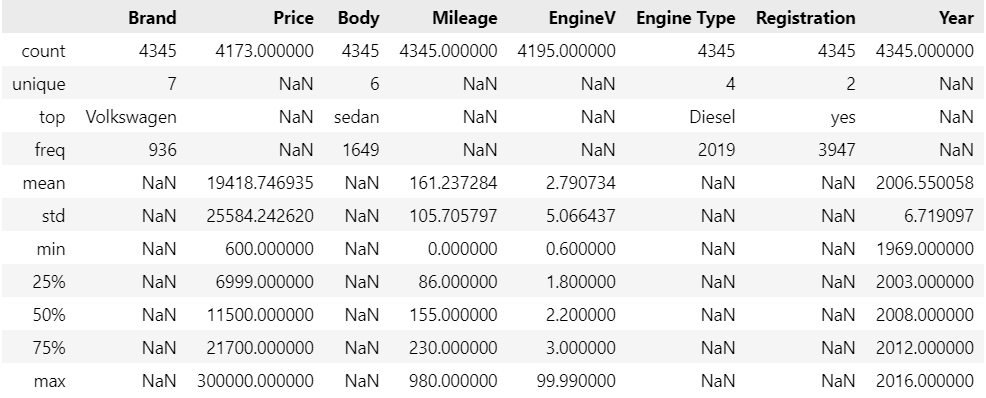 Brand Price Body Mileage EngineV Engine Type Registration Year
count 4345 4173.000000 4345 4345.000000 4195.000000 4345 4345 4345.000000
unique 7 NaN 6 NaN NaN 4 2 NaN
top Volkswagen NaN sedan NaN NaN Diesel yes NaN
freq 936 NaN 1649 NaN NaN 2019 3947 NaN
mean NaN 19418.746935 NaN 161.237284 2.790734 NaN NaN 2006.550058
std NaN 25584.242620 NaN 105.705797 5.066437 NaN NaN 6.719097
min NaN 600.000000 NaN 0.000000 0.600000 NaN NaN 1969.000000
25% NaN 6999.000000 NaN 86.000000 1.800000 NaN NaN 2003.000000
50% NaN 11500.000000 NaN 155.000000 2.200000 NaN NaN 2008.000000
75% NaN 21700.000000 NaN 230.000000 3.000000 NaN NaN 2012.000000
max NaN 300000.000000 NaN 980.000000 99.990000 NaN NaN 2016.000000